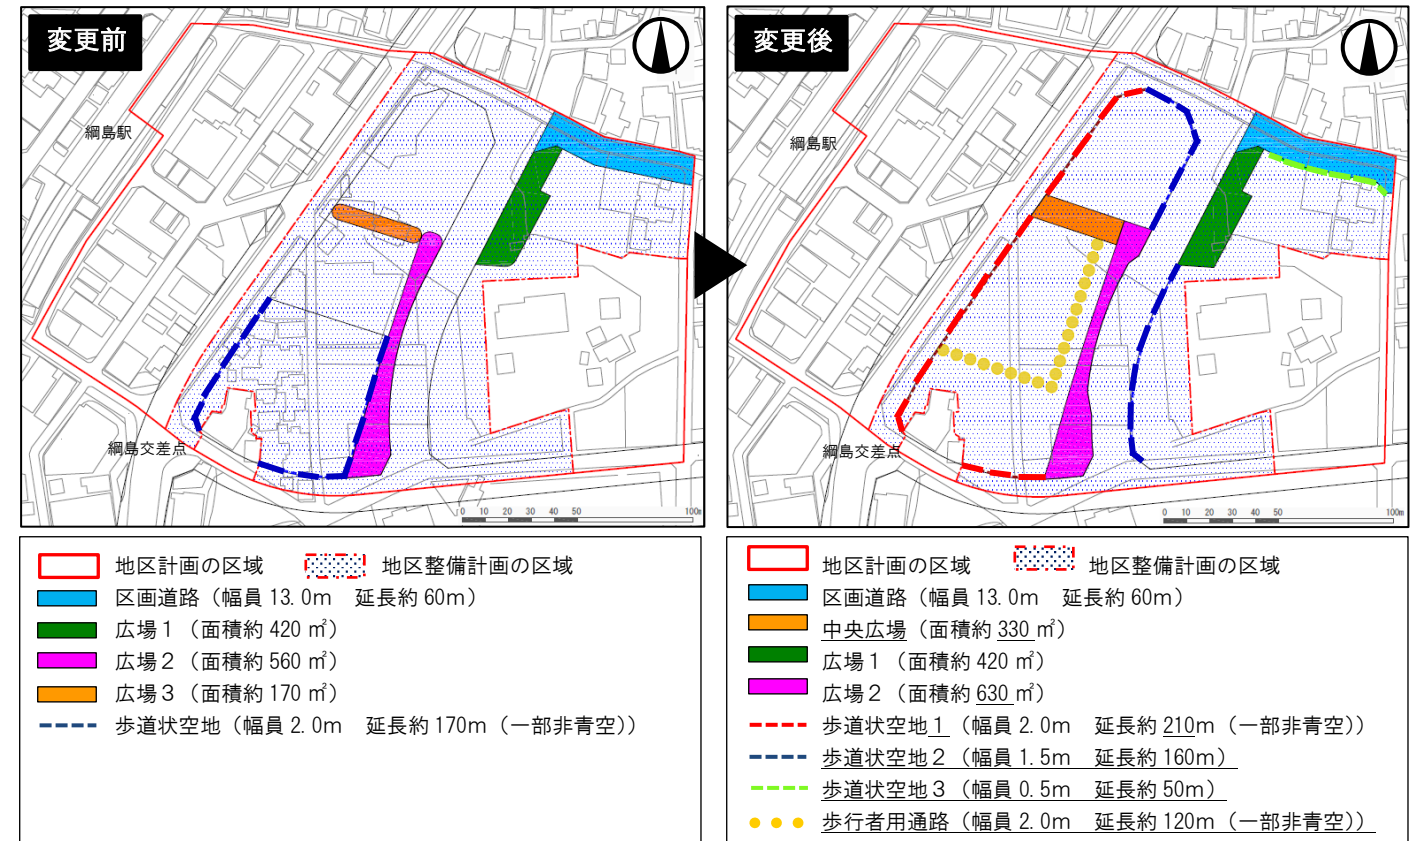 変更前
綱島駅
綱島交差点
0 10 20 30 40 50 100m
地区計画の区域 地区整備計画の区域
区画道路（幅員 13.0m 延長約 60m）
広場１（面積約 420 ㎡）
広場２（面積約 560 ㎡）
広場３（面積約 170 ㎡）
歩道状空地（幅員 2.0m 延長約 170m（一部非青空））
変更後
綱島駅
綱島交差点
0 10 20 30 40 50 100m
地区計画の区域 地区整備計画の区域
区画道路（幅員 13.0m 延長約 60m）
中央広場（面積約 330 ㎡）
広場１（面積約 420 ㎡）
広場２（面積約 630 ㎡）
歩道状空地１（幅員 2.0m 延長約 210m（一部非青空））
歩道状空地２（幅員 1.5m 延長約 160m）
歩道状空地３（幅員 0.5m 延長約 50m）
歩行者用通路（幅員 2.0m 延長約 120m（一部非青空））